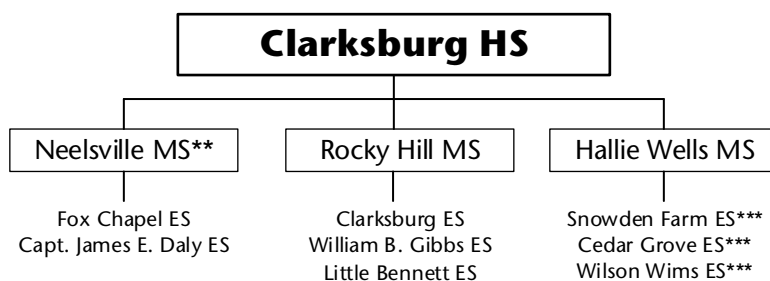 Clarksburg HS
Neelsville MS**
Rocky Hill MS
Hallie Wells MS
Fox Chapel ES
Capt. James E. Daly ES
Clarksburg ES
William B. Gibbs ES
Little Bennett ES
Snowden Farm ES***
Cedar Grove ES***
Wilson Wims ES***